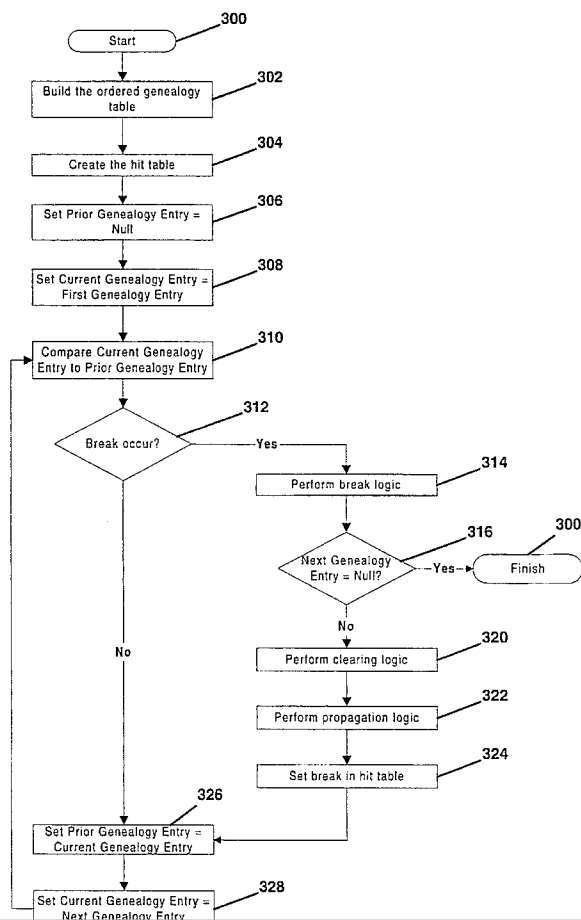 300
Start
302
Build the ordered genealogy
table
304
Create the hit table
306
Set Prior Genealogy Entry =
Null
308
Set Current Genealogy Entry =
First Genealogy Entry
310
Compare Current Genealogy
Entry to Prior Genealogy Entry
312
Break occur?
Yes
314
Perform break logic
316
300
Next Genealogy
Entry = Null?
Yes
Finish
No
320
Perform clearing logic
No
322
Perform propagation logic
324
Set break in hit table
326
Set Prior Genealogy Entry =
Current Genealogy Entry
328
Set Current Genealogy Entry =
Next Genealogy Entry